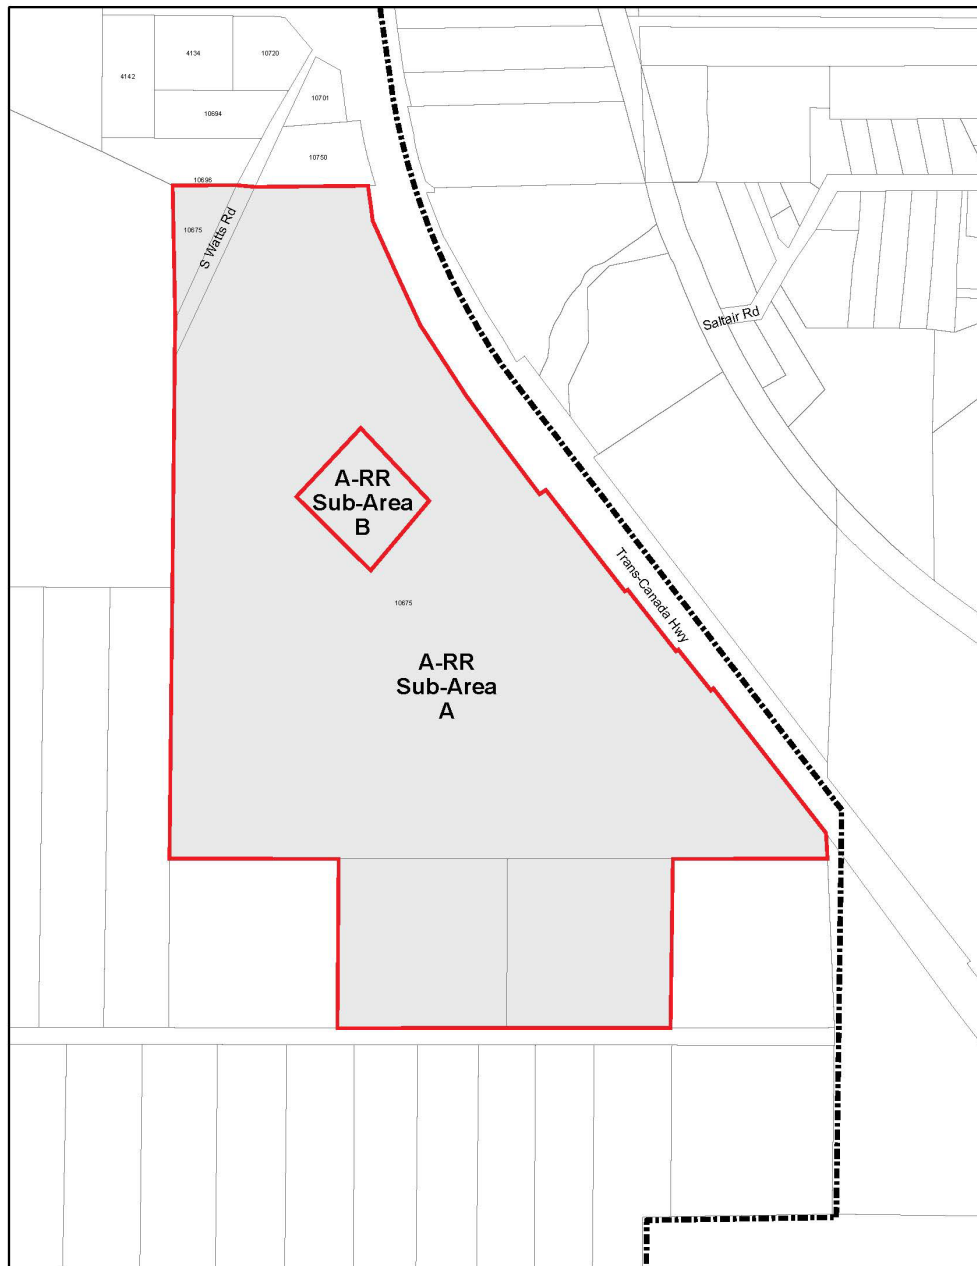 4134
10720
4142
10701
10694
10750
10696
10675
S Watts Rd
Saltair Rd
A-RR
Sub-Area
B
Trans-Canada Hwy
10675
A-RR
Sub-Area
A